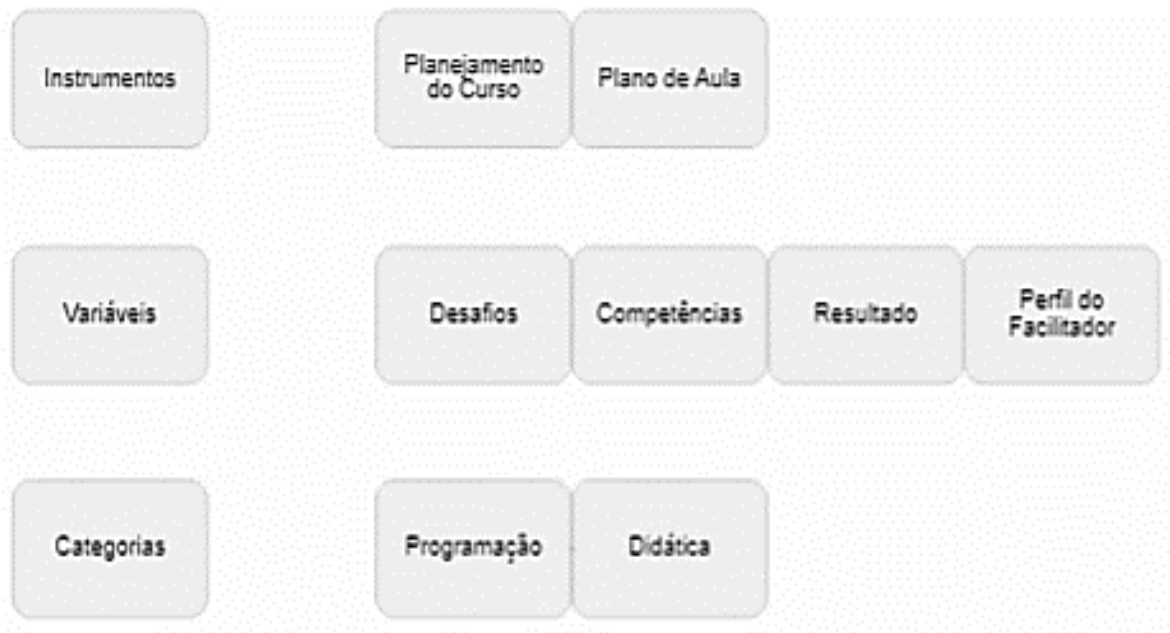 Instrumentos
Planejamento
do Curso
Plano de Aula
Variáveis
Desafios
Competências
Resultado
Perfil do
Facilitador
Categorias
Programação
Didática